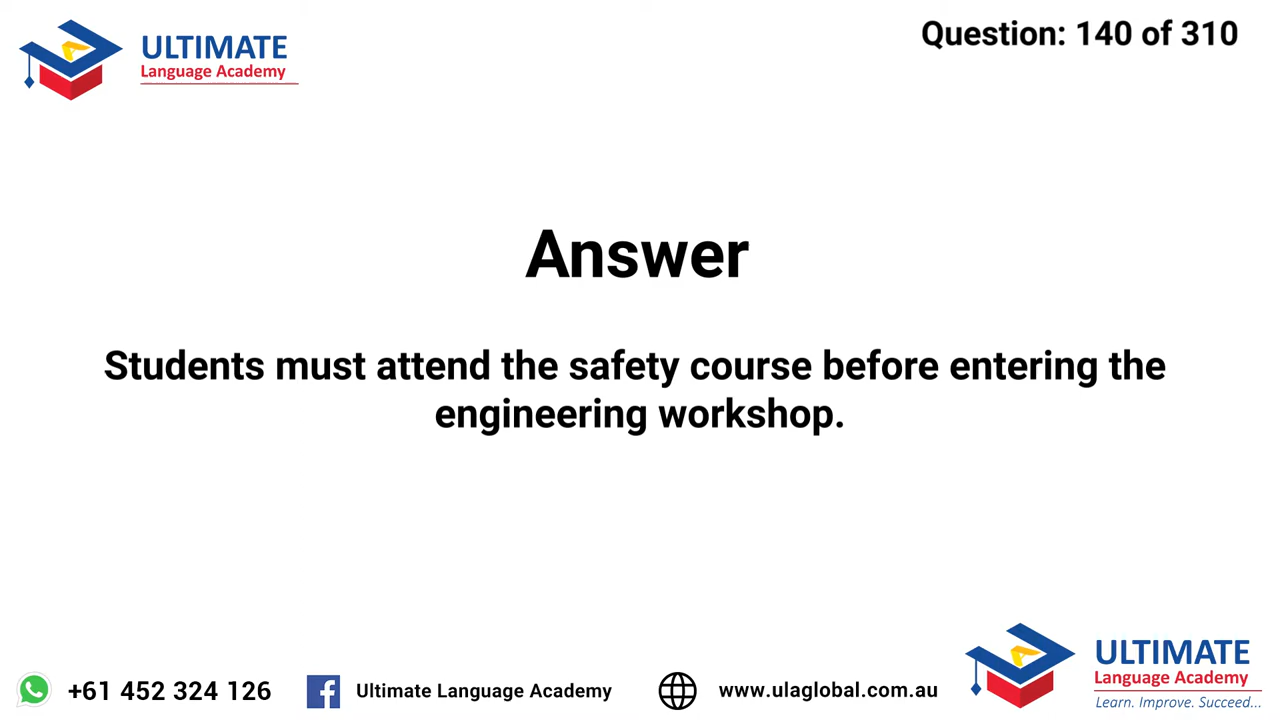 ULTIMATE
Language Academy
Question: 140 of 310
Answer
Students must attend the safety course before entering the
engineering workshop.
+61 452 324 126
Ultimate Language Academy
www.ulaglobal.com.au
ULTIMATE
Language Academy
Learn. Improve. Succeed...